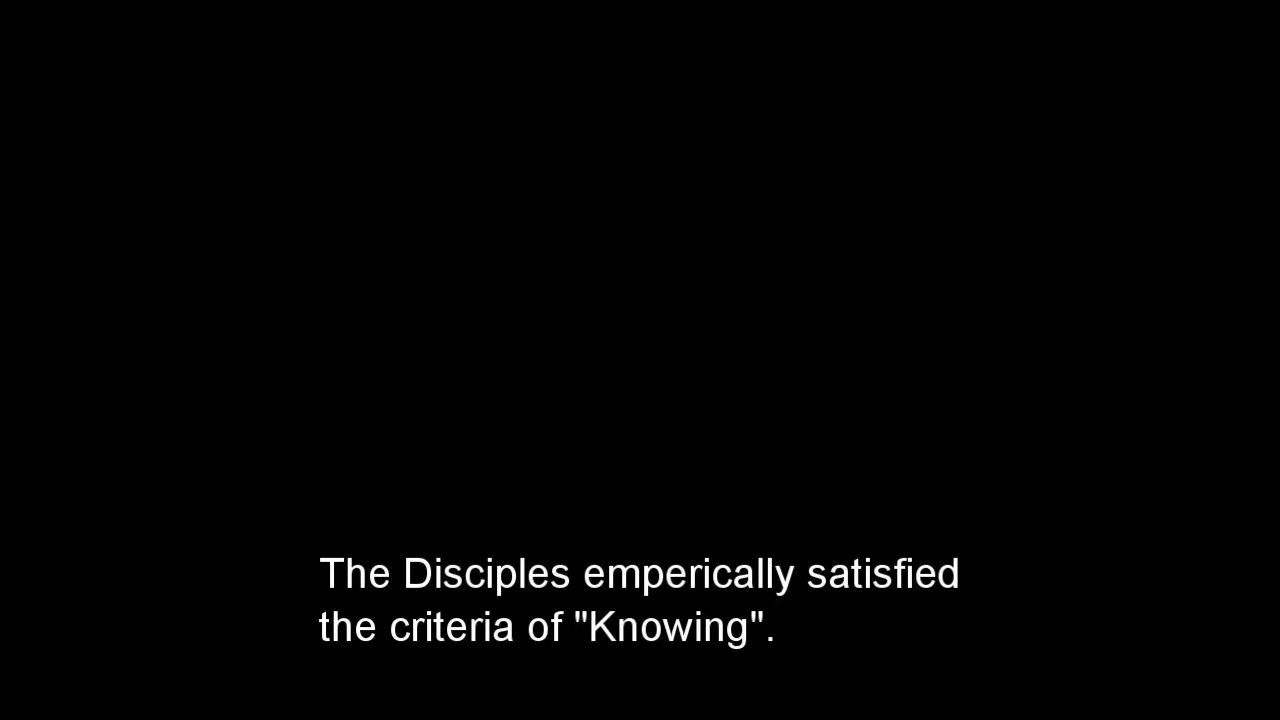 The Disciples emperically satisfied
the criteria of "Knowing".